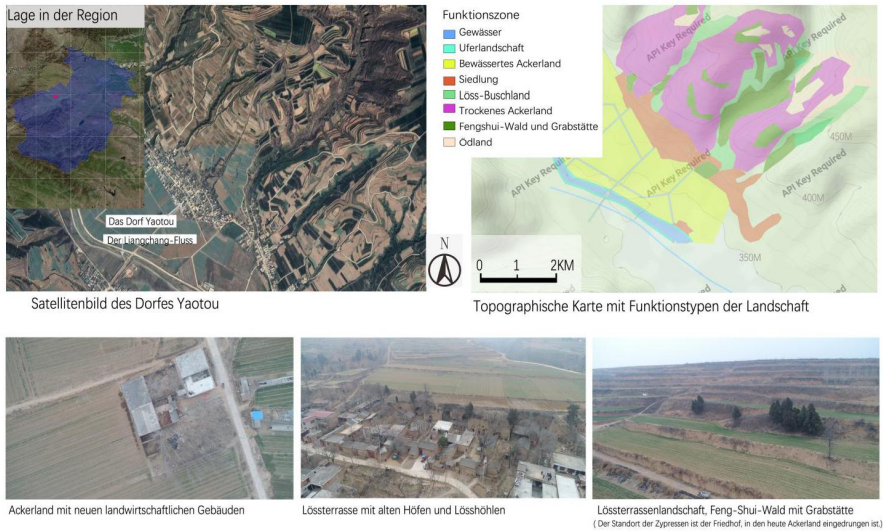 Lage in der Region
Das Dorf Yaotou
Der Liangchang-Fluss
Satellitenbild des Dorfes Yaotou
Funktionszone
Gewässer
Uferlandschaft
Bewässertes Ackerland
Siedlung
Löss-Buschland
Trockenes Ackerland
Fengshui-Wald und Grabstätte
Ödland
API Key Required
API Key Required
API Key Required
API Key Required
API Key Required
450M
400M
350M
N
0 1 2KM
Topographische Karte mit Funktionstypen der Landschaft
Ackerland mit neuen landwirtschaftlichen Gebäuden
Lössterrasse mit alten Höfen und Lösshöhlen
Lössterrassenlandschaft, Feng-Shui-Wald mit Grabstätte
( Der Standort der Zypressen ist der Friedhof, in den heute Ackerland eingedrungen ist.)